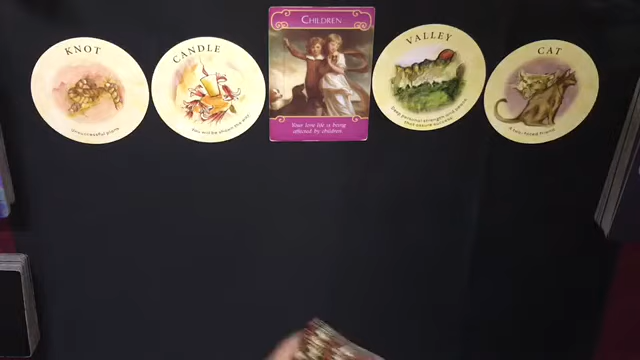 KNOT
Unsuccessful plans
CANDLE
You will be shown the way
CHILDREN
Your love life is being
affected by children.
VALLEY
Deep personal strength and passion
that assure success
CAT
A two-faced friend